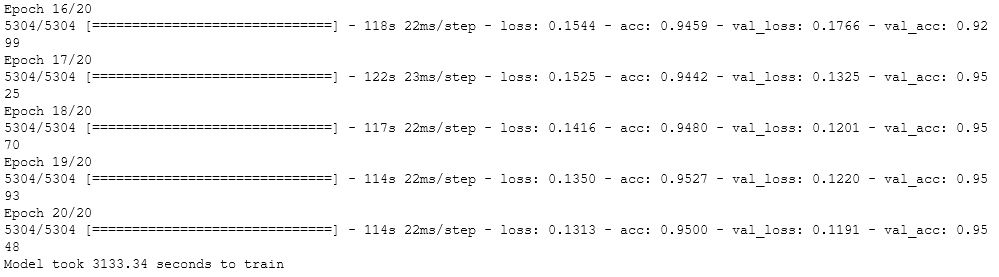 Epoch 16/20
5304/5304 [==============================] - 118s 22ms/step - loss: 0.1544 - acc: 0.9459 - val_loss: 0.1766 - val_acc: 0.92
99
Epoch 17/20
5304/5304 [==============================] - 122s 23ms/step - loss: 0.1525 - acc: 0.9442 - val_loss: 0.1325 - val_acc: 0.95
25
Epoch 18/20
5304/5304 [==============================] - 117s 22ms/step - loss: 0.1416 - acc: 0.9480 - val_loss: 0.1201 - val_acc: 0.95
70
Epoch 19/20
5304/5304 [==============================] - 114s 22ms/step - loss: 0.1350 - acc: 0.9527 - val_loss: 0.1220 - val_acc: 0.95
93
Epoch 20/20
5304/5304 [==============================] - 114s 22ms/step - loss: 0.1313 - acc: 0.9500 - val_loss: 0.1191 - val_acc: 0.95
48
Model took 3133.34 seconds to train